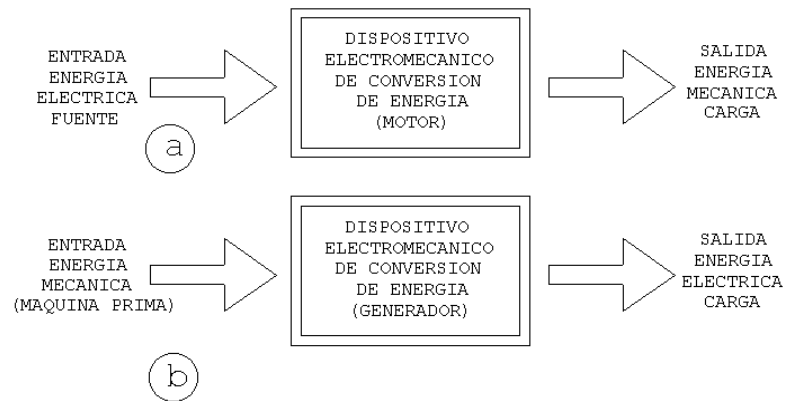 ENTRADA
ENERGIA
ELECTRICA
FUENTE
DISPOSITIVO
ELECTROMECANICO
DE CONVERSION
DE ENERGIA
(MOTOR)
SALIDA
ENERGIA
MECANICA
CARGA
a
ENTRADA
ENERGIA
MECANICA
(MAQUINA PRIMA)
DISPOSITIVO
ELECTROMECANICO
DE CONVERSION
DE ENERGIA
(GENERADOR)
SALIDA
ENERGIA
ELECTRICA
CARGA
b